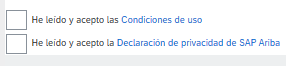 He leído y acepto las Condiciones de uso
He leído y acepto la Declaración de privacidad de SAP Ariba